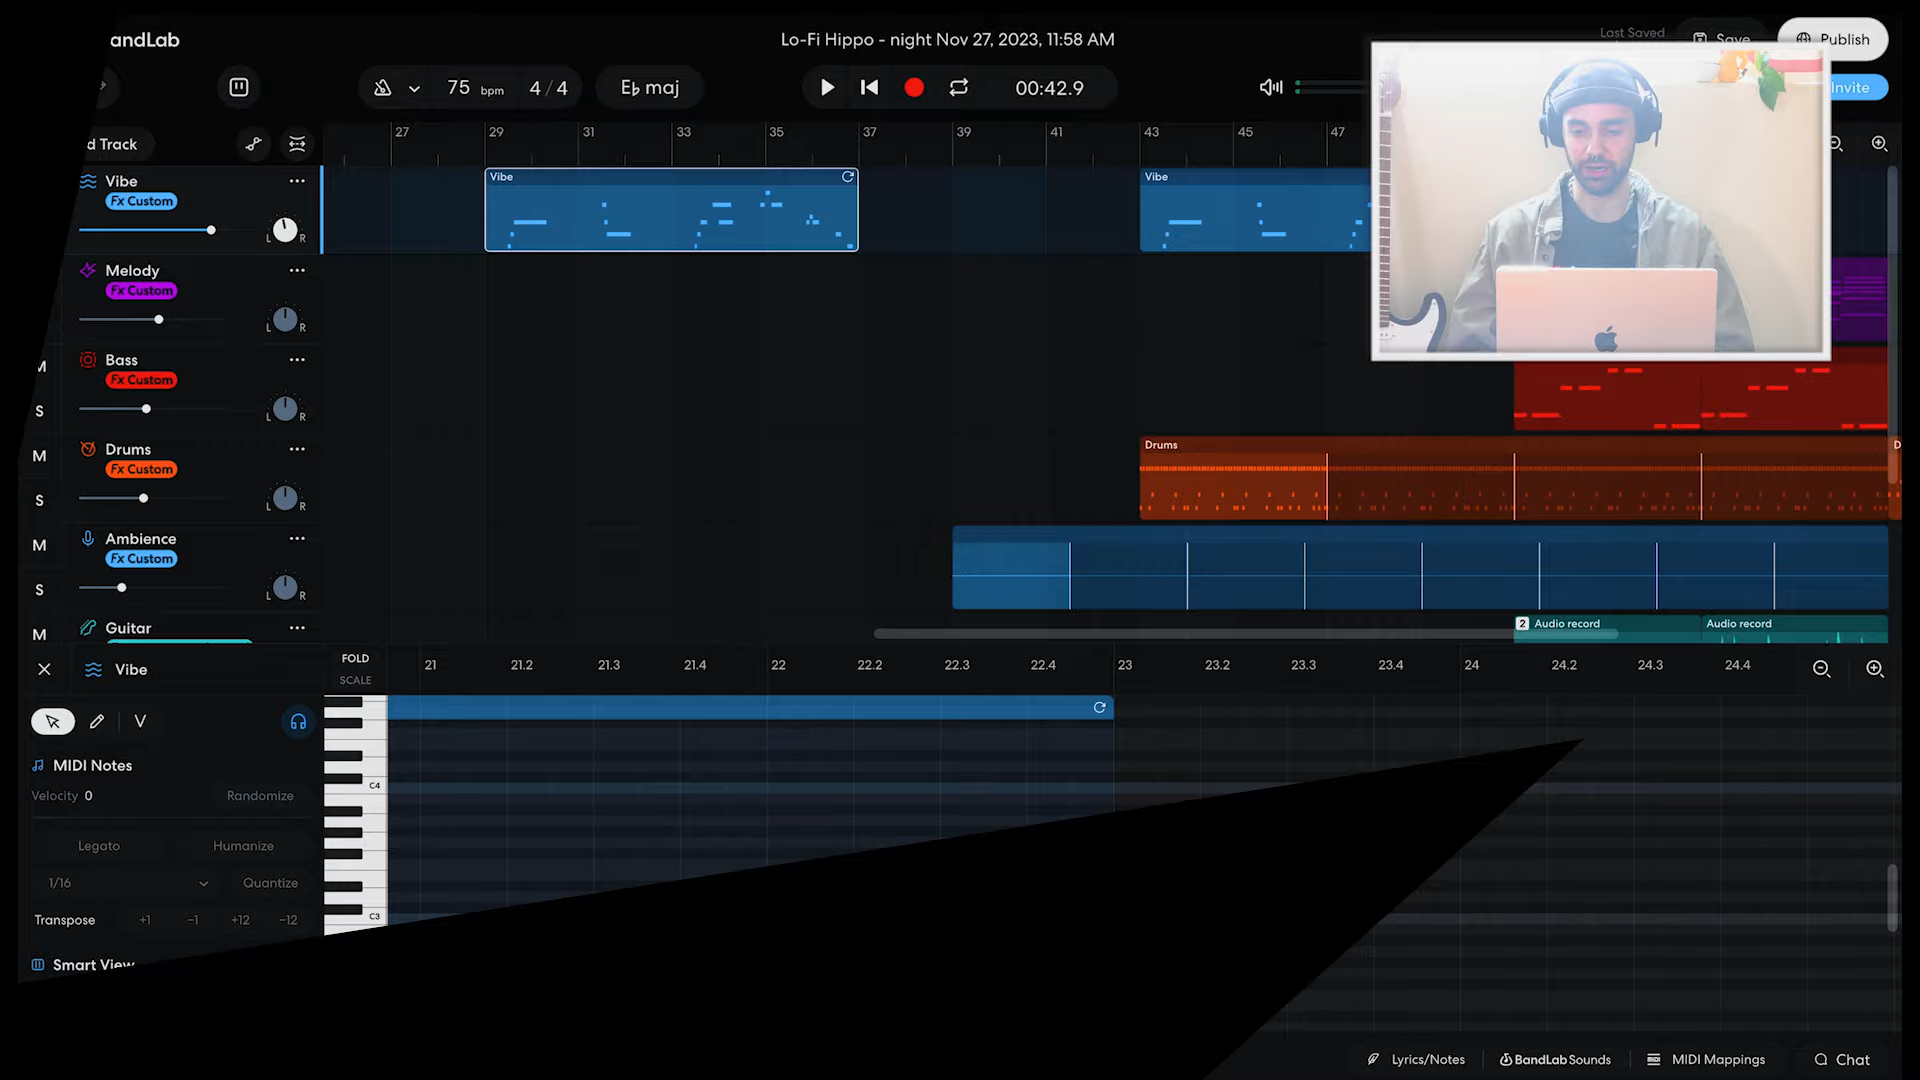 andLab
Lo-Fi Hippo - night Nov 27, 2023, 11:58 AM
Last Saved
Save
Publish
75 bpm
4 / 4
E♭ maj
00:42.9
Invite
d Track
27 29 31 33 35 37 39 41 43 45 47
Vibe
Fx Custom
L R
Vibe
Vibe
Melody
Fx Custom
L R
M
Bass
Fx Custom
S
L R
M
Drums
Fx Custom
S
L R
Drums
D
M
Ambience
Fx Custom
S
L R
M
Guitar
2 Audio record
Audio record
Vibe
FOLD
SCALE
21 21.2 21.3 21.4 22 22.2 22.3 22.4 23 23.2 23.3 23.4 24 24.2 24.3 24.4
V
MIDI Notes
C4
Velocity 0
Randomize
Legato
Humanize
1/16
Quantize
Transpose
+1 −1 +12 −12
C3
Smart View
Lyrics/Notes
BandLab Sounds
MIDI Mappings
Chat